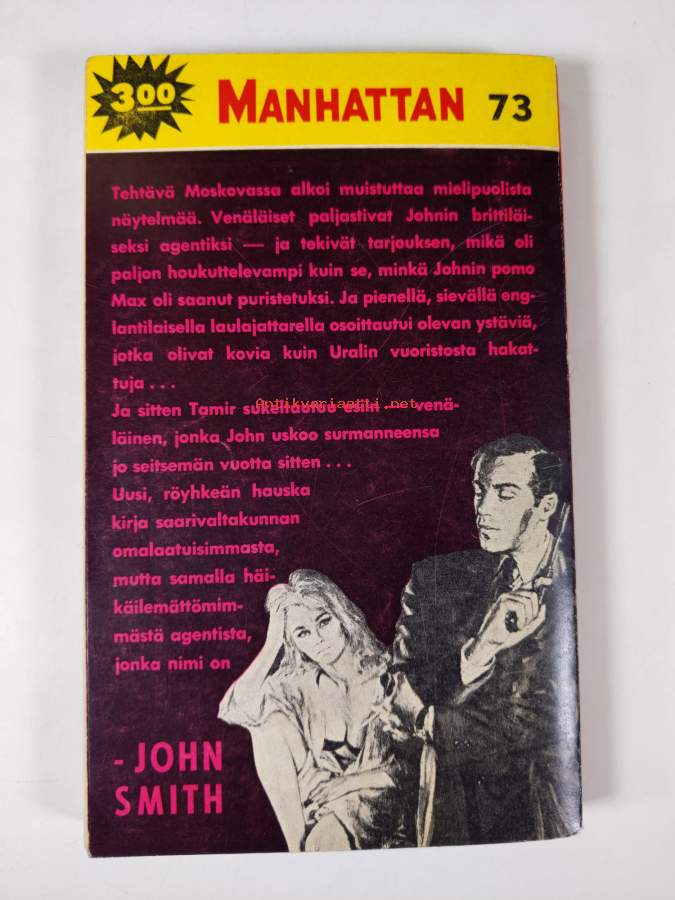 3.00
MANHATTAN 73
Tehtävä Moskovassa alkoi muistuttaa mielipuolista
näytelmää. Venäläiset paljastivat Johnin brittiläi-
seksi agentiksi — ja tekivät tarjouksen, mikä oli
paljon houkuttelevampi kuin se, minkä Johnin pomo
Max oli saanut puristetuksi. Ja pienellä, sievällä eng-
lantilaisella laulajattarella osoittautui olevan ystäviä,
jotka olivat kovia kuin Uralin vuoristosta hakat-
tuja . . .
Antikvariaatti.net
Ja sitten Tamir sukeltautuu esiin — venä-
läinen, jonka John uskoo surmanneensa
jo seitsemän vuotta sitten . . .
Uusi, röyhkeän hauska
kirja saarivaltakunnan
omalaatuisimmasta,
mutta samalla häi-
käilemättömim-
mästä agentista,
jonka nimi on
- JOHN
SMITH